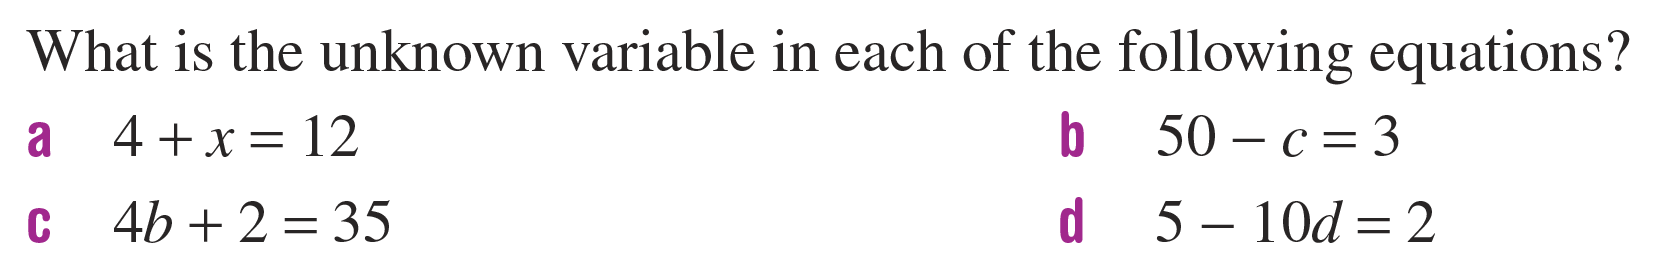 What is the unknown variable in each of the following equations?
a 4 + x = 12 b 50 − c = 3
c 4b + 2 = 35 d 5 − 10d = 2